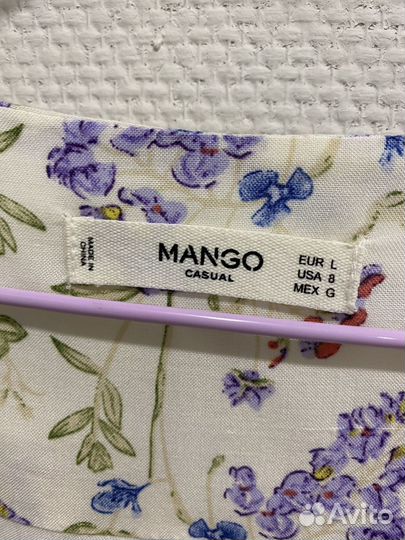 MADE IN
CHINA
MANGO
CASUAL
EUR L
USA 8
MEX G
Avito